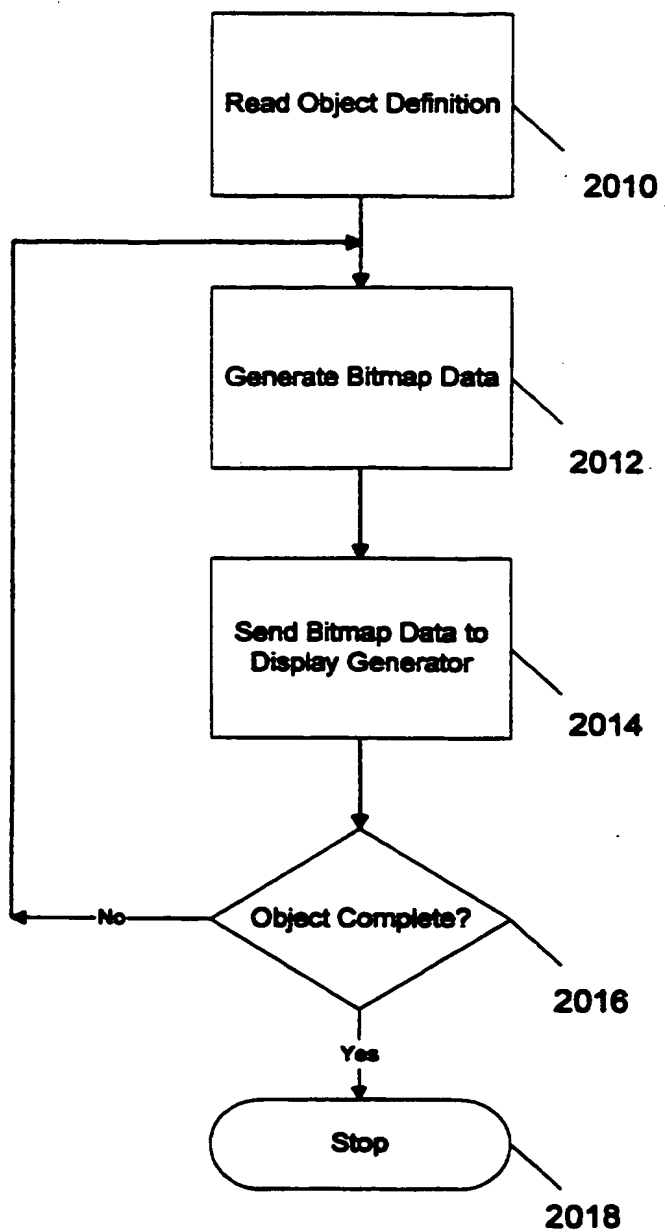 Read Object Definition
2010
Generate Bitmap Data
2012
Send Bitmap Data to
Display Generator
2014
No
Object Complete?
2016
Yes
Stop
2018